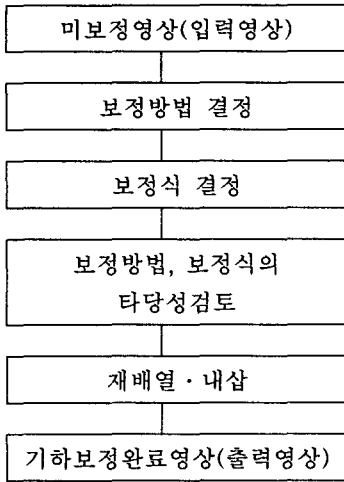 미보정영상(입력영상)
보정방법 결정
보정식 결정
보정방법, 보정식의
타당성검토
재배열·내삽
기하보정완료영상(출력영상)